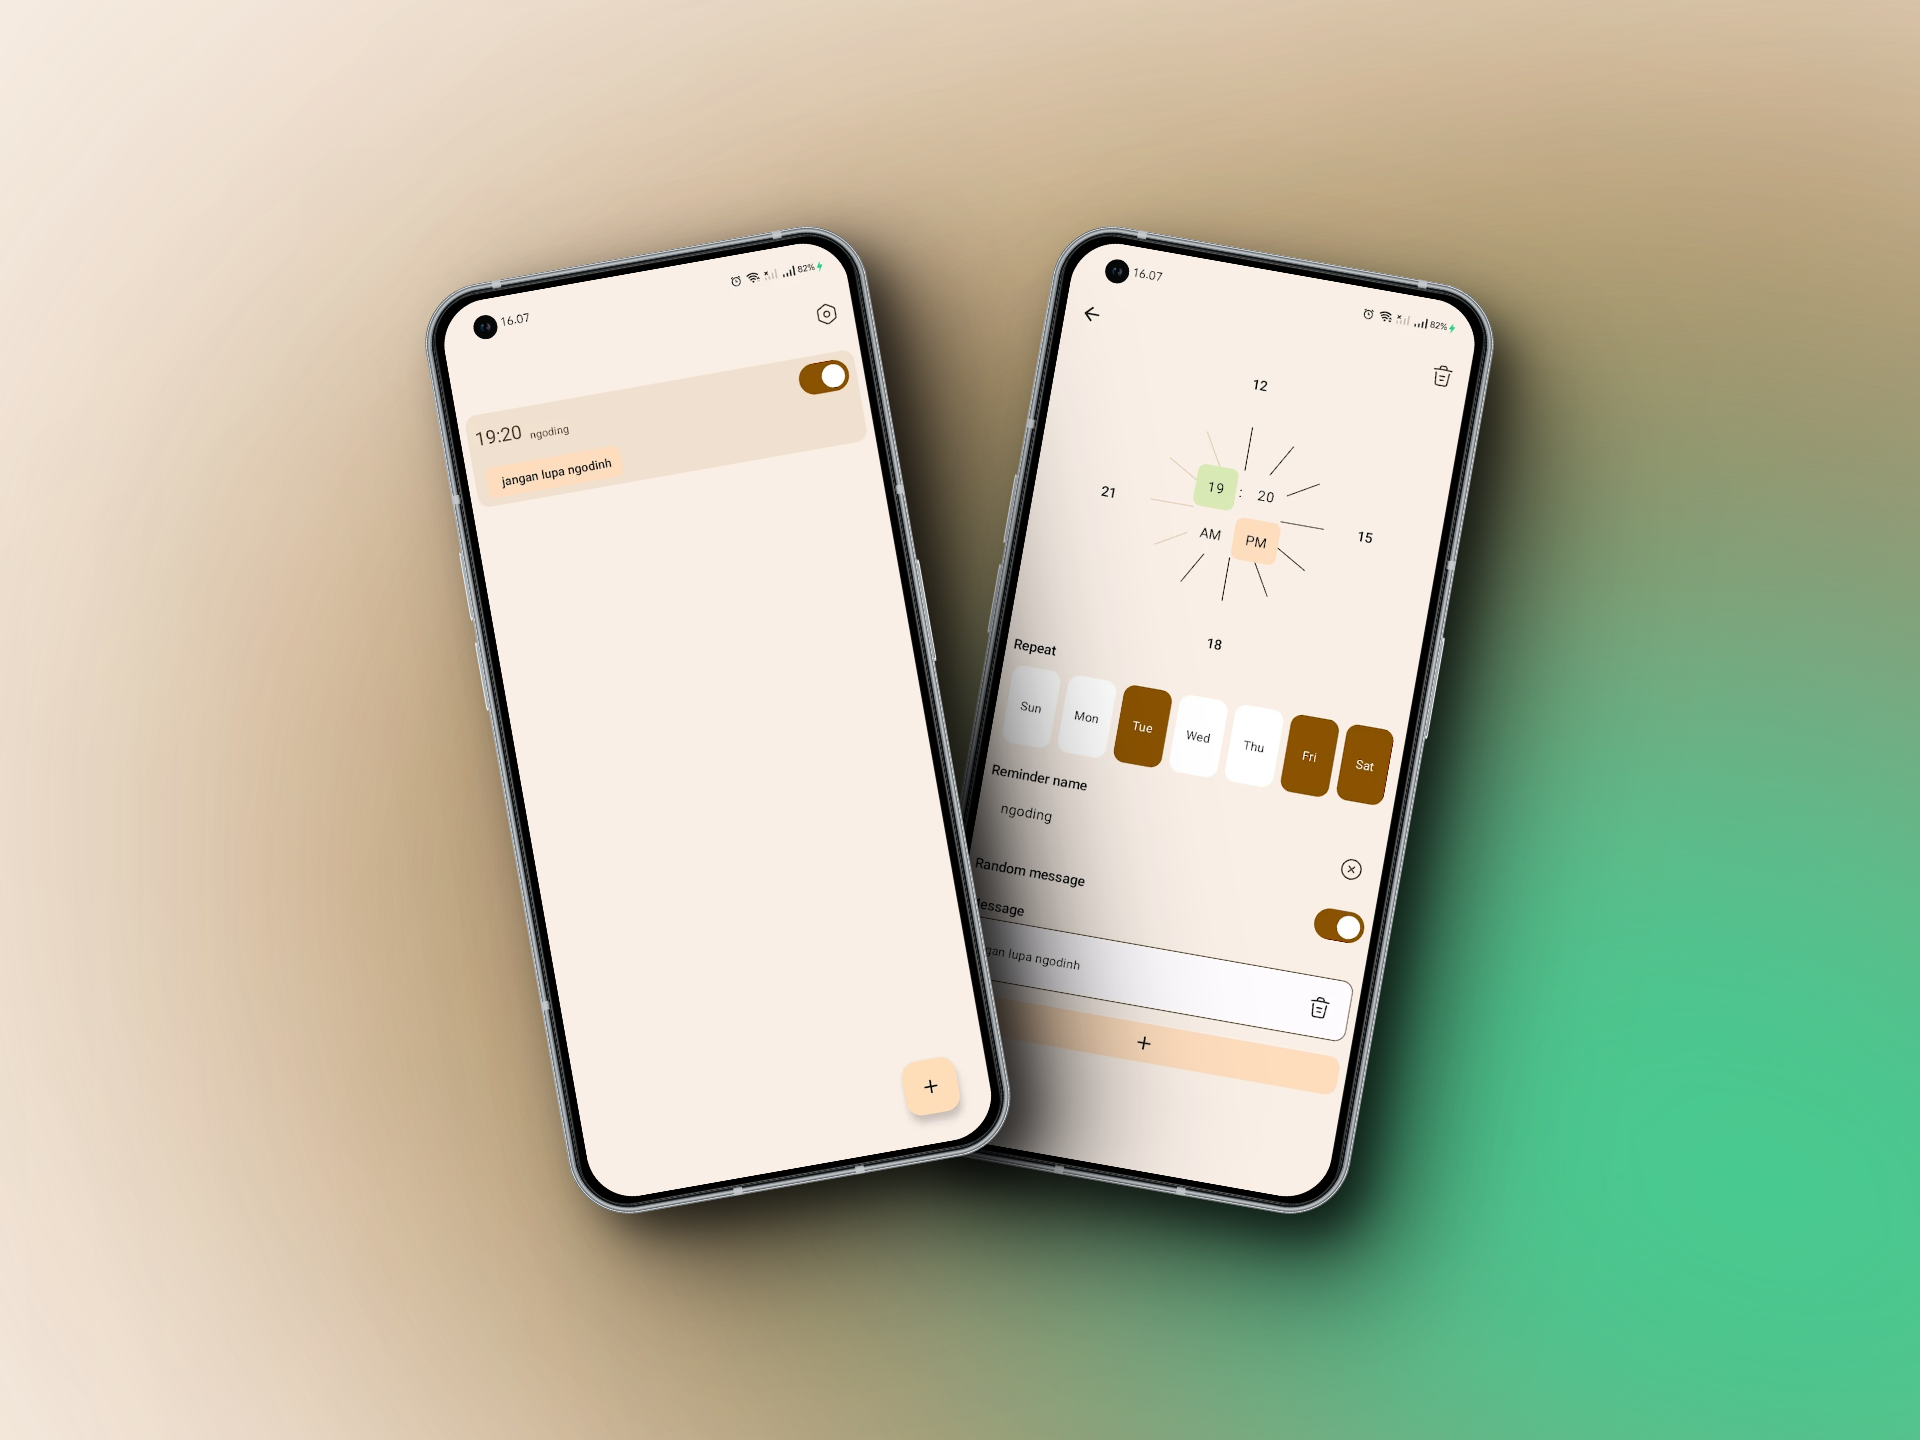 16.07
82%
19:20 ngoding
jangan lupa ngodinh
+
16.07
82%
12
19 : 20
21
15
AM PM
18
Repeat
Sun Mon Tue Wed Thu Fri Sat
Reminder name
ngoding
Random message
essage
gan lupa ngodinh
+